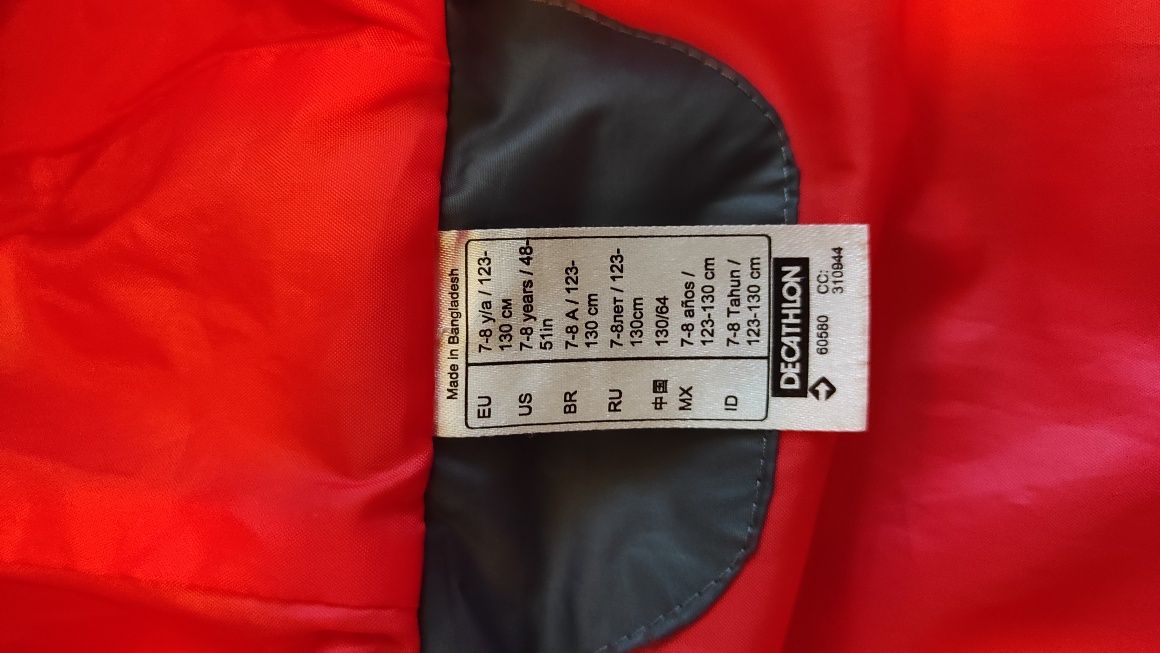 Made in Bangladesh
EU 7-8 y/a / 123-
130 см
US 7-8 years / 48-
51in
BR 7-8 A / 123-
130 cm
RU 7-8лет / 123-
130cm
中国 130/64
MX 7-8 años /
123-130 cm
ID 7-8 Tahun /
123-130 cm
DECATHLON
60580 CC:
310944